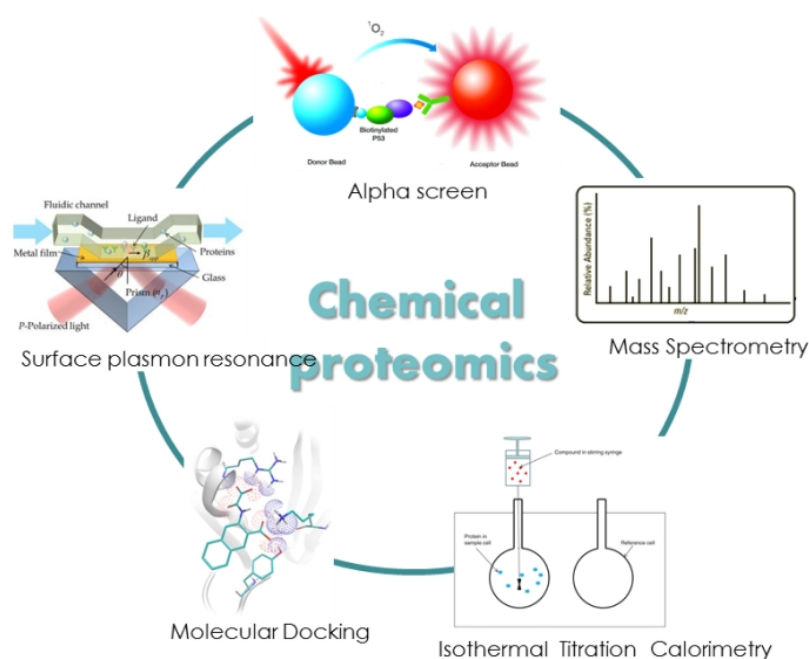 ¹O₂
Biotinylated
P53
Donor Bead
Acceptor Bead
Alpha screen
Fluidic channel
Ligand
Metal film
Proteins
Glass
Prism
P-Polarized light
Surface plasmon resonance
Relative Abundance (%)
m/z
Mass Spectrometry
Chemical
proteomics
Molecular Docking
Compound in stirring syringe
Protein in
sample cell
Reference cell
Isothermal Titration Calorimetry